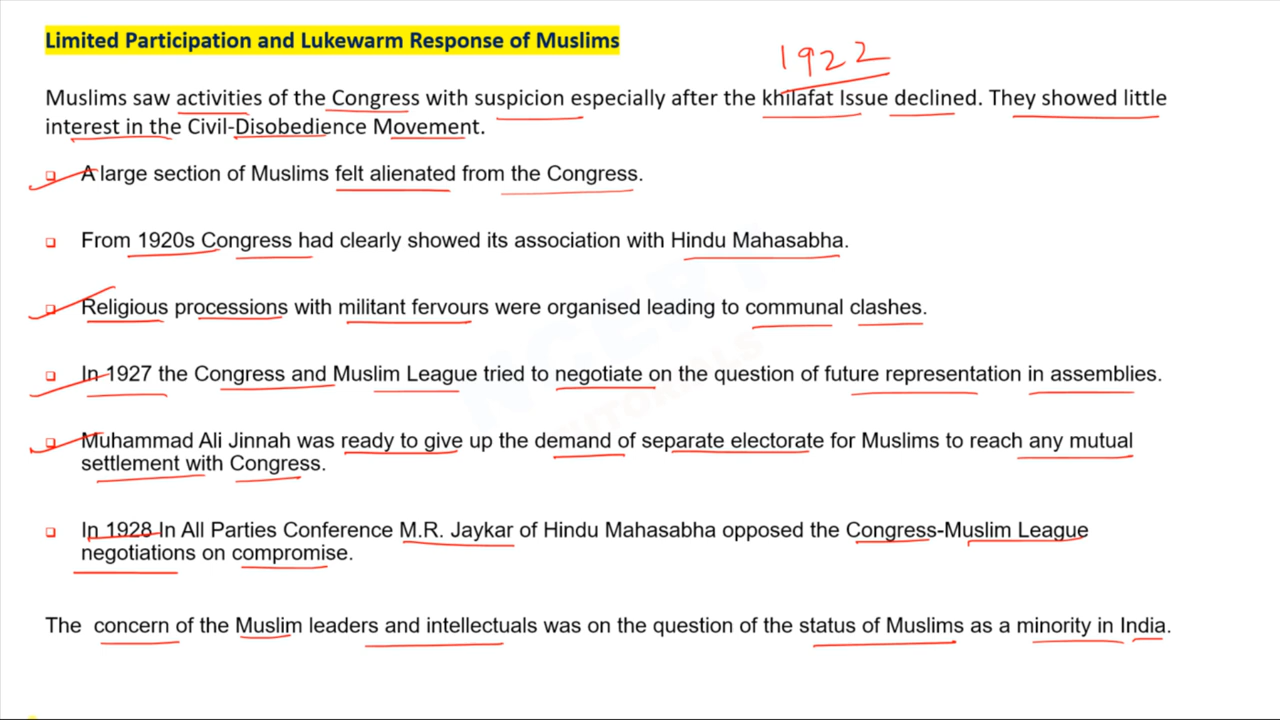 Limited Participation and Lukewarm Response of Muslims
1922
Muslims saw activities of the Congress with suspicion especially after the khilafat Issue declined. They showed little
interest in the Civil-Disobedience Movement.
A large section of Muslims felt alienated from the Congress.
From 1920s Congress had clearly showed its association with Hindu Mahasabha.
Religious processions with militant fervours were organised leading to communal clashes.
In 1927 the Congress and Muslim League tried to negotiate on the question of future representation in assemblies.
Muhammad Ali Jinnah was ready to give up the demand of separate electorate for Muslims to reach any mutual
settlement with Congress.
In 1928 In All Parties Conference M.R. Jaykar of Hindu Mahasabha opposed the Congress-Muslim League
negotiations on compromise.
The concern of the Muslim leaders and intellectuals was on the question of the status of Muslims as a minority in India.
NCERT
TUTORIALS